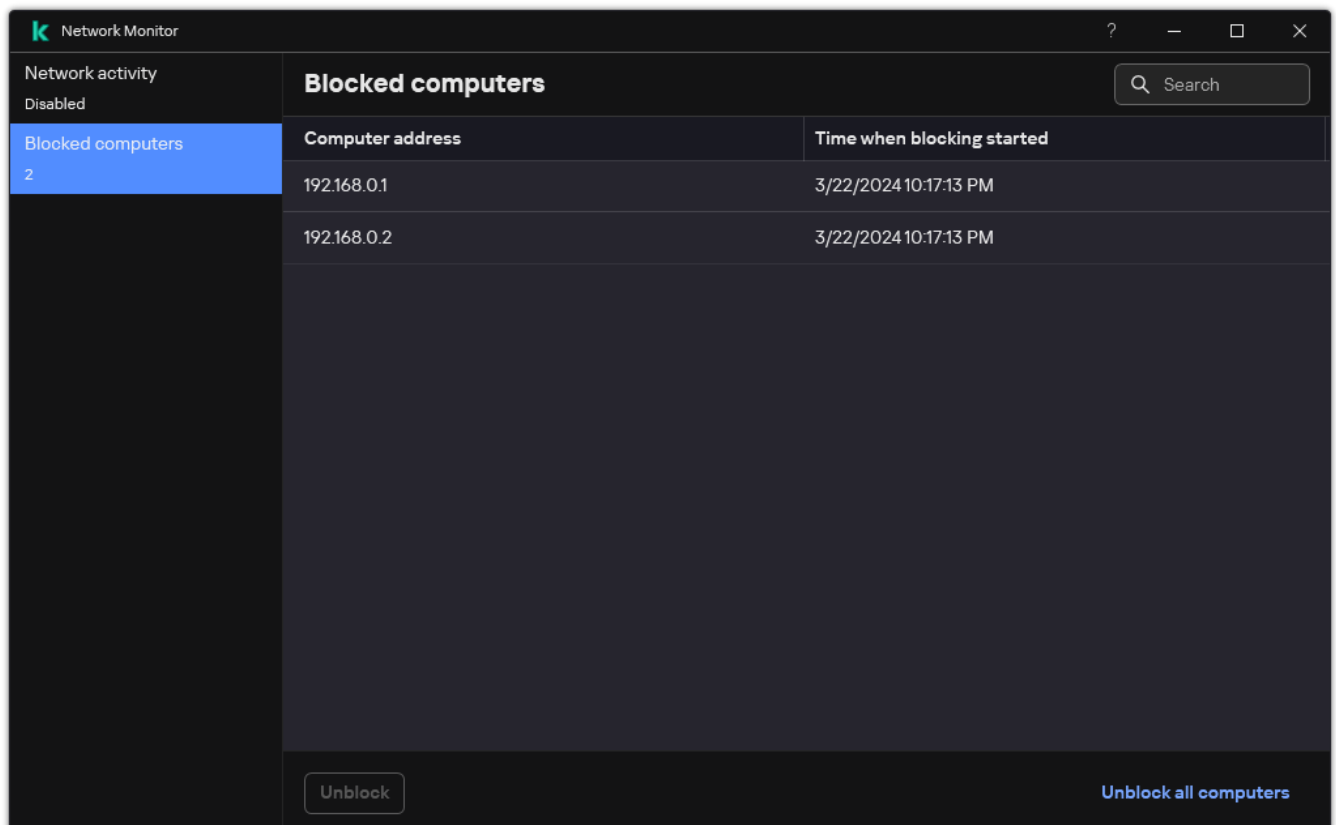 Network Monitor
?
Network activity
Disabled
Blocked computers
2
Blocked computers
Search
Computer address Time when blocking started
192.168.0.1 3/22/2024 10:17:13 PM
192.168.0.2 3/22/2024 10:17:13 PM
Unblock Unblock all computers